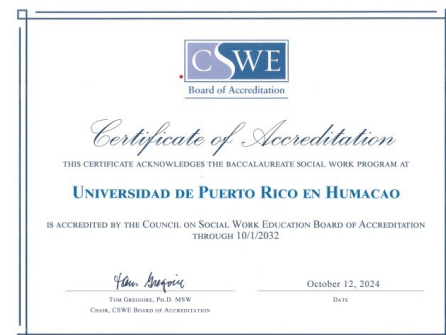 CSWE
Board of Accreditation
Certificate of Accreditation
THIS CERTIFICATE ACKNOWLEDGES THE BACCALAUREATE SOCIAL WORK PROGRAM AT
UNIVERSIDAD DE PUERTO RICO EN HUMACAO
IS ACCREDITED BY THE COUNCIL ON SOCIAL WORK EDUCATION BOARD OF ACCREDITATION
THROUGH 10/1/2032
Tom Gregoire
October 12, 2024
TOM GREGOIRE, PH.D. MSW
DATE
CHAIR, CSWE BOARD OF ACCREDITATION